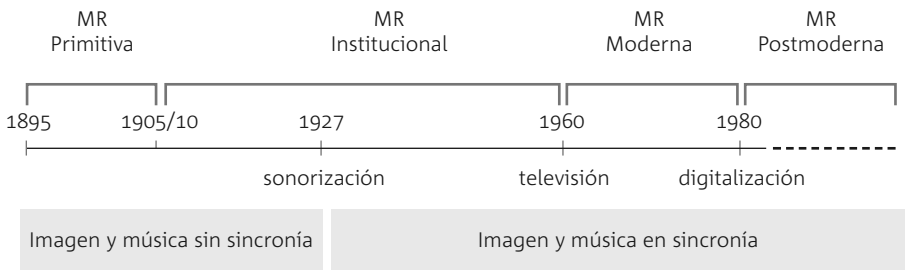 MR
Primitiva
MR
Institucional
MR
Moderna
MR
Postmoderna
1895
1905/10
1927
1960
1980
sonorización
televisión
digitalización
Imagen y música sin sincronía
Imagen y música en sincronía